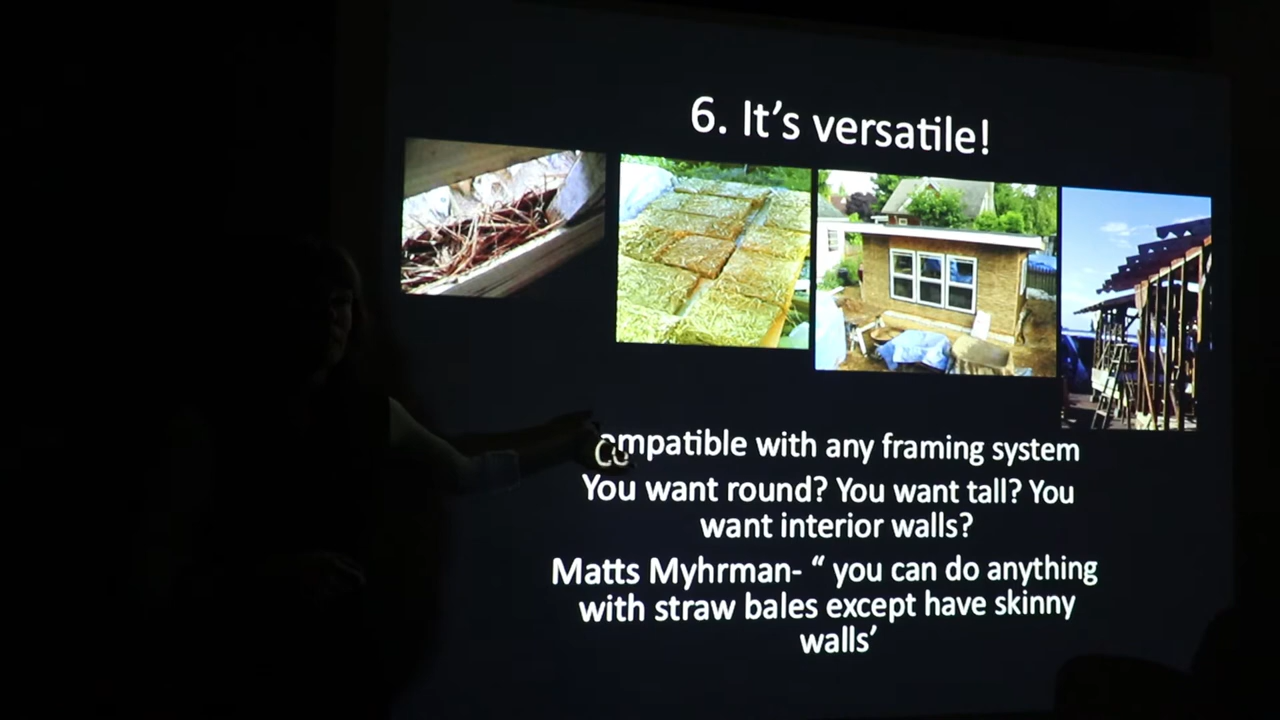 6. It's versatile!
Compatible with any framing system
You want round? You want tall? You
want interior walls?
Matts Myhrman- “ you can do anything
with straw bales except have skinny
walls’